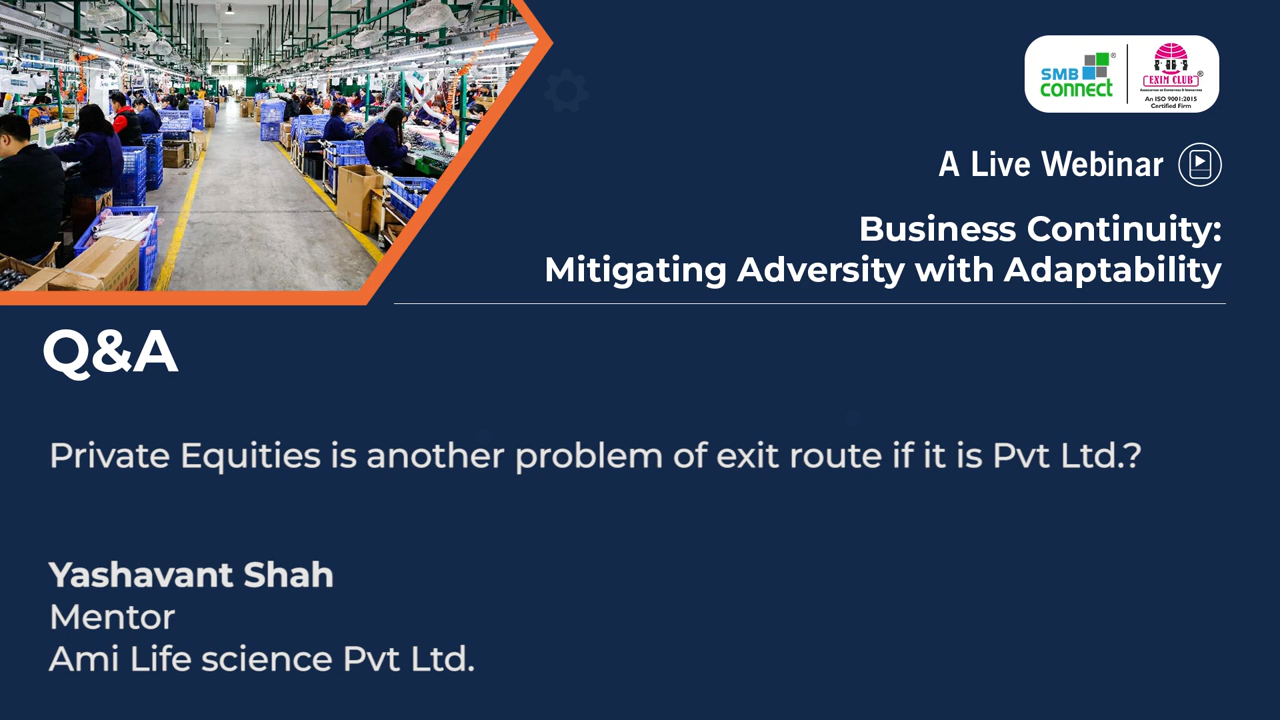 SMB
connect
EXIM CLUB
An ISO 9001:2015
Certified Firm
A Live Webinar
Business Continuity:
Mitigating Adversity with Adaptability
Q&A
Private Equities is another problem of exit route if it is Pvt Ltd.?
Yashavant Shah
Mentor
Ami Life science Pvt Ltd.